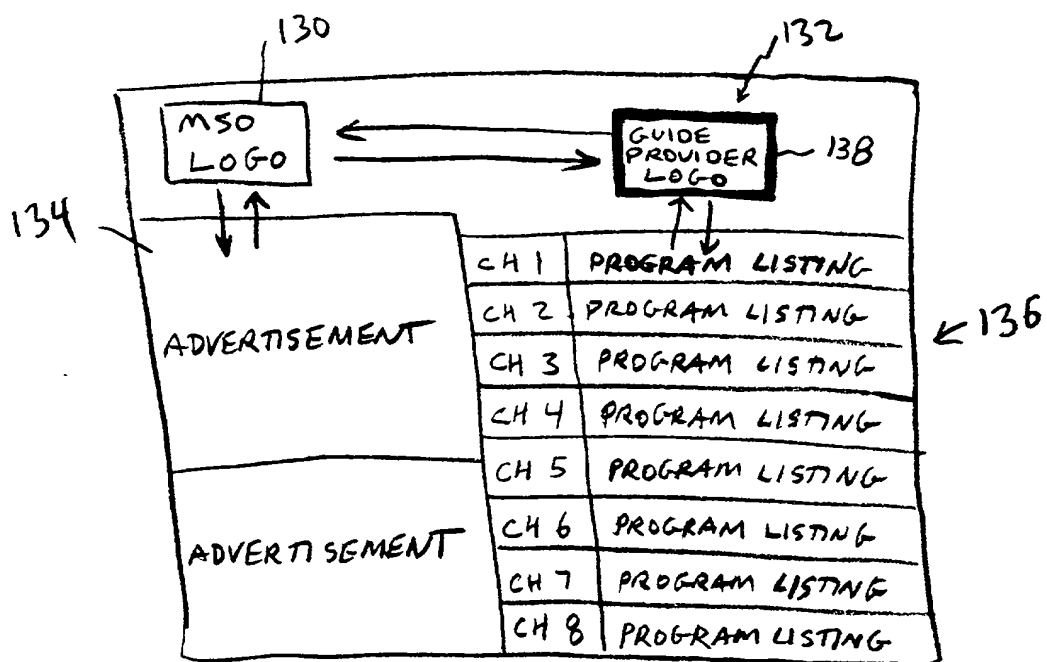 130
132
MSO
LOGO
GUIDE
PROVIDER
LOGO
138
134
ADVERTISEMENT
CH 1 PROGRAM LISTING
CH 2 PROGRAM LISTING
136
CH 3 PROGRAM LISTING
CH 4 PROGRAM LISTING
CH 5 PROGRAM LISTING
ADVERTISEMENT
CH 6 PROGRAM LISTING
CH 7 PROGRAM LISTING
CH 8 PROGRAM LISTING